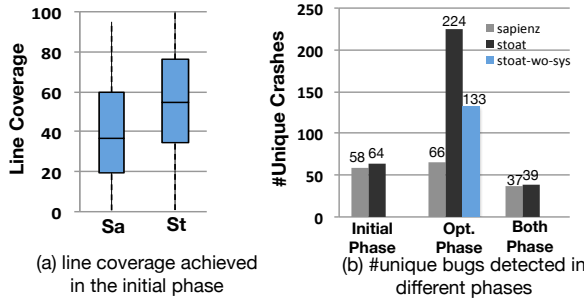 Line Coverage
100
80
60
40
20
0
Sa
St
(a) line coverage achieved
in the initial phase
#Unique Crashes
250
200
150
100
50
0
sapienz
stoat
stoat-wo-sys
58
64
66
224
133
37
39
Initial
Phase
Opt.
Phase
Both
Phase
(b) #unique bugs detected in
different phases